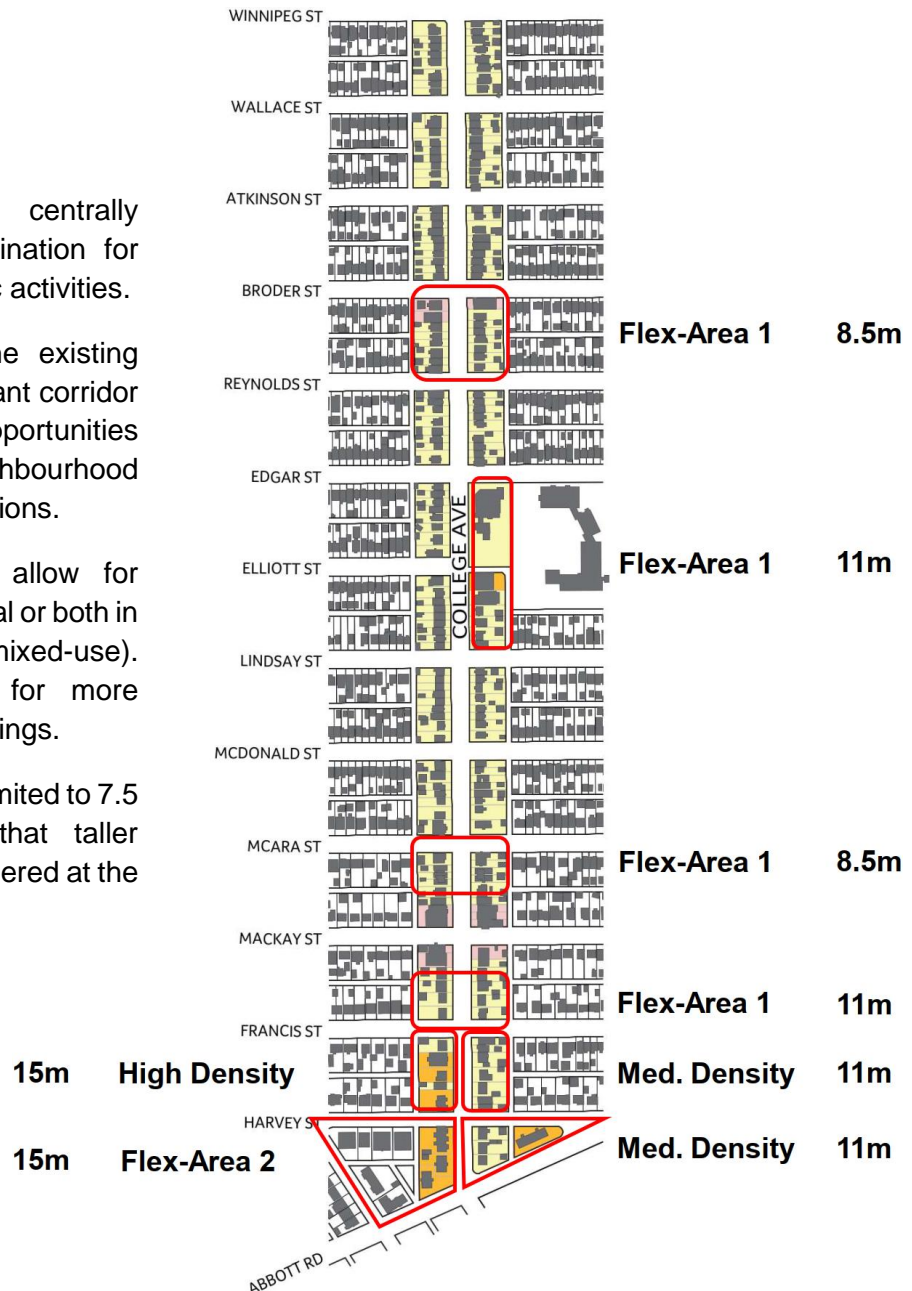 centrally
ination for
c activities.
ne existing
ant corridor
pportunities
ghbourhood
ions.
allow for
al or both in
mixed-use).
for more
ings.
mited to 7.5
that taller
ered at the
WINNIPEG ST
WALLACE ST
ATKINSON ST
BRODER ST
Flex-Area 1 8.5m
REYNOLDS ST
EDGAR ST
COLLEGE AVE
ELLIOTT ST
Flex-Area 1 11m
LINDSAY ST
MCDONALD ST
MCARA ST
Flex-Area 1 8.5m
MACKAY ST
Flex-Area 1 11m
FRANCIS ST
15m High Density
Med. Density 11m
HARVEY ST
15m Flex-Area 2
Med. Density 11m
ABBOTT RD